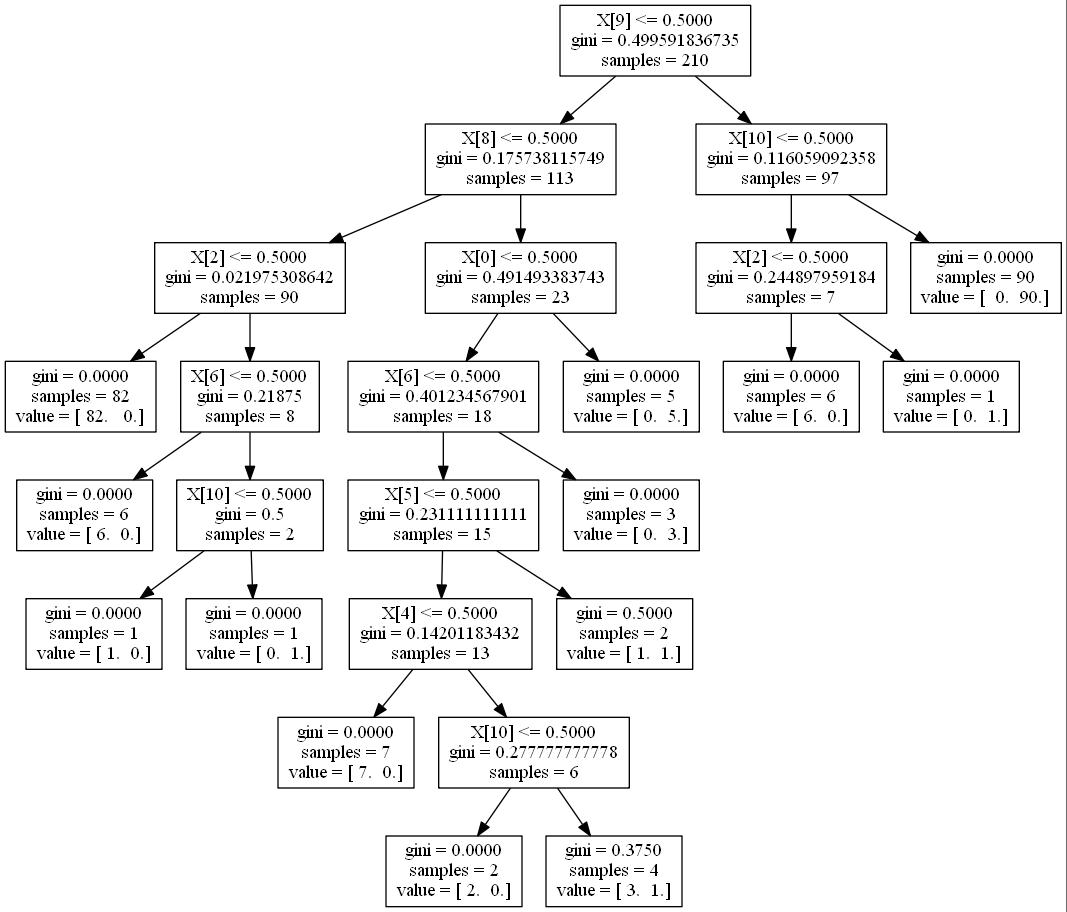 X[9] <= 0.5000
gini = 0.499591836735
samples = 210
X[8] <= 0.5000
gini = 0.175738115749
samples = 113
X[10] <= 0.5000
gini = 0.116059092358
samples = 97
X[2] <= 0.5000
gini = 0.021975308642
samples = 90
X[0] <= 0.5000
gini = 0.491493383743
samples = 23
X[2] <= 0.5000
gini = 0.244897959184
samples = 7
gini = 0.0000
samples = 90
value = [ 0. 90.]
gini = 0.0000
samples = 82
value = [ 82. 0.]
X[6] <= 0.5000
gini = 0.21875
samples = 8
X[6] <= 0.5000
gini = 0.401234567901
samples = 18
gini = 0.0000
samples = 5
value = [ 0. 5.]
gini = 0.0000
samples = 6
value = [ 6. 0.]
gini = 0.0000
samples = 1
value = [ 0. 1.]
gini = 0.0000
samples = 6
value = [ 6. 0.]
X[10] <= 0.5000
gini = 0.5
samples = 2
X[5] <= 0.5000
gini = 0.231111111111
samples = 15
gini = 0.0000
samples = 3
value = [ 0. 3.]
gini = 0.0000
samples = 1
value = [ 1. 0.]
gini = 0.0000
samples = 1
value = [ 0. 1.]
X[4] <= 0.5000
gini = 0.14201183432
samples = 13
gini = 0.5000
samples = 2
value = [ 1. 1.]
gini = 0.0000
samples = 7
value = [ 7. 0.]
X[10] <= 0.5000
gini = 0.277777777778
samples = 6
gini = 0.0000
samples = 2
value = [ 2. 0.]
gini = 0.3750
samples = 4
value = [ 3. 1.]